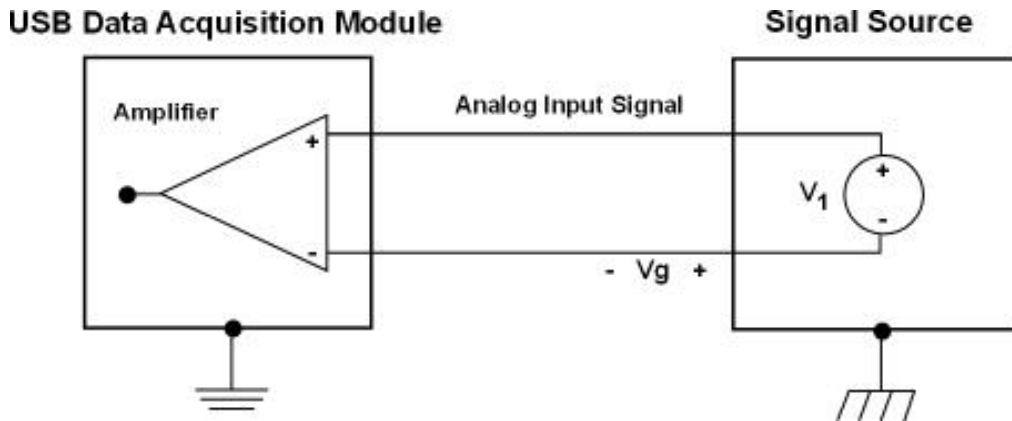 USB Data Acquisition Module
Signal Source
Amplifier
Analog Input Signal
+
-
V1
+
-
- Vg +